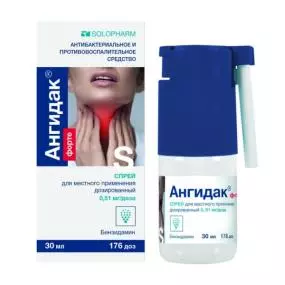 SOLOPHARM
АНТИБАКТЕРИАЛЬНОЕ И
ПРОТИВОВОСПАЛИТЕЛЬНОЕ
СРЕДСТВО
Ангидак®
форте
S
СПРЕЙ
для местного применения
дозированный
0,51 мг/доза
Бензидамин
30 мл
176 доз
Ангидак®
СПРЕЙ для местного применения
дозированный 0,51 мг/доза
Бензидамин
30 мл
176 доз